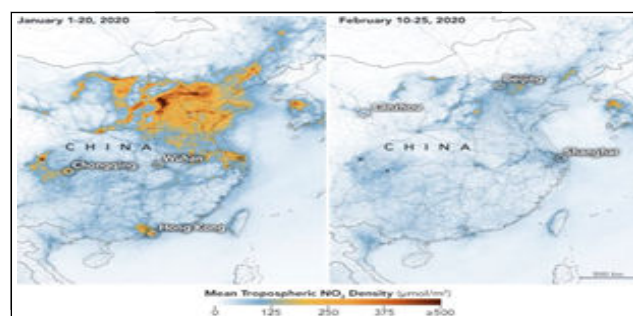 January 1-20, 2020
February 10-25, 2020
Beijing
Lanzhou
CHINA
Chongqing
Wuhan
Hong Kong
CHINA
Shanghai
Mean Tropospheric NO₂ Density (μmol/m²)
0 125 250 375 ≥500